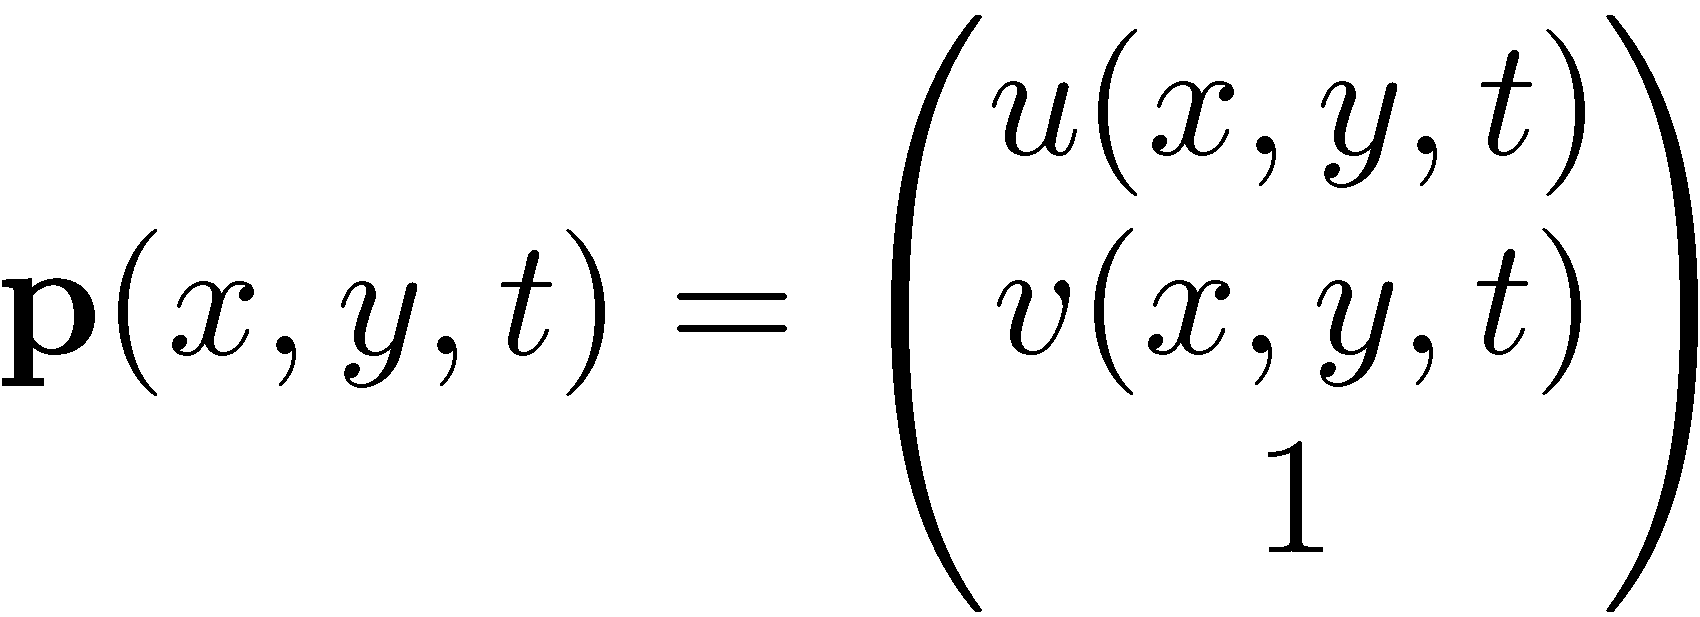 p(x, y, t) = (u(x, y, t)
v(x, y, t)
1)